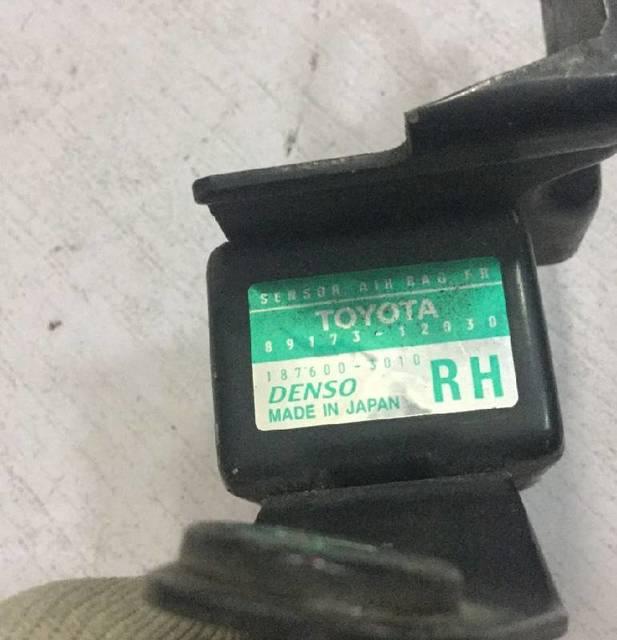 SENSOR AIR BAG FR
TOYOTA
89173-12030
187600-3010
DENSO
MADE IN JAPAN
RH